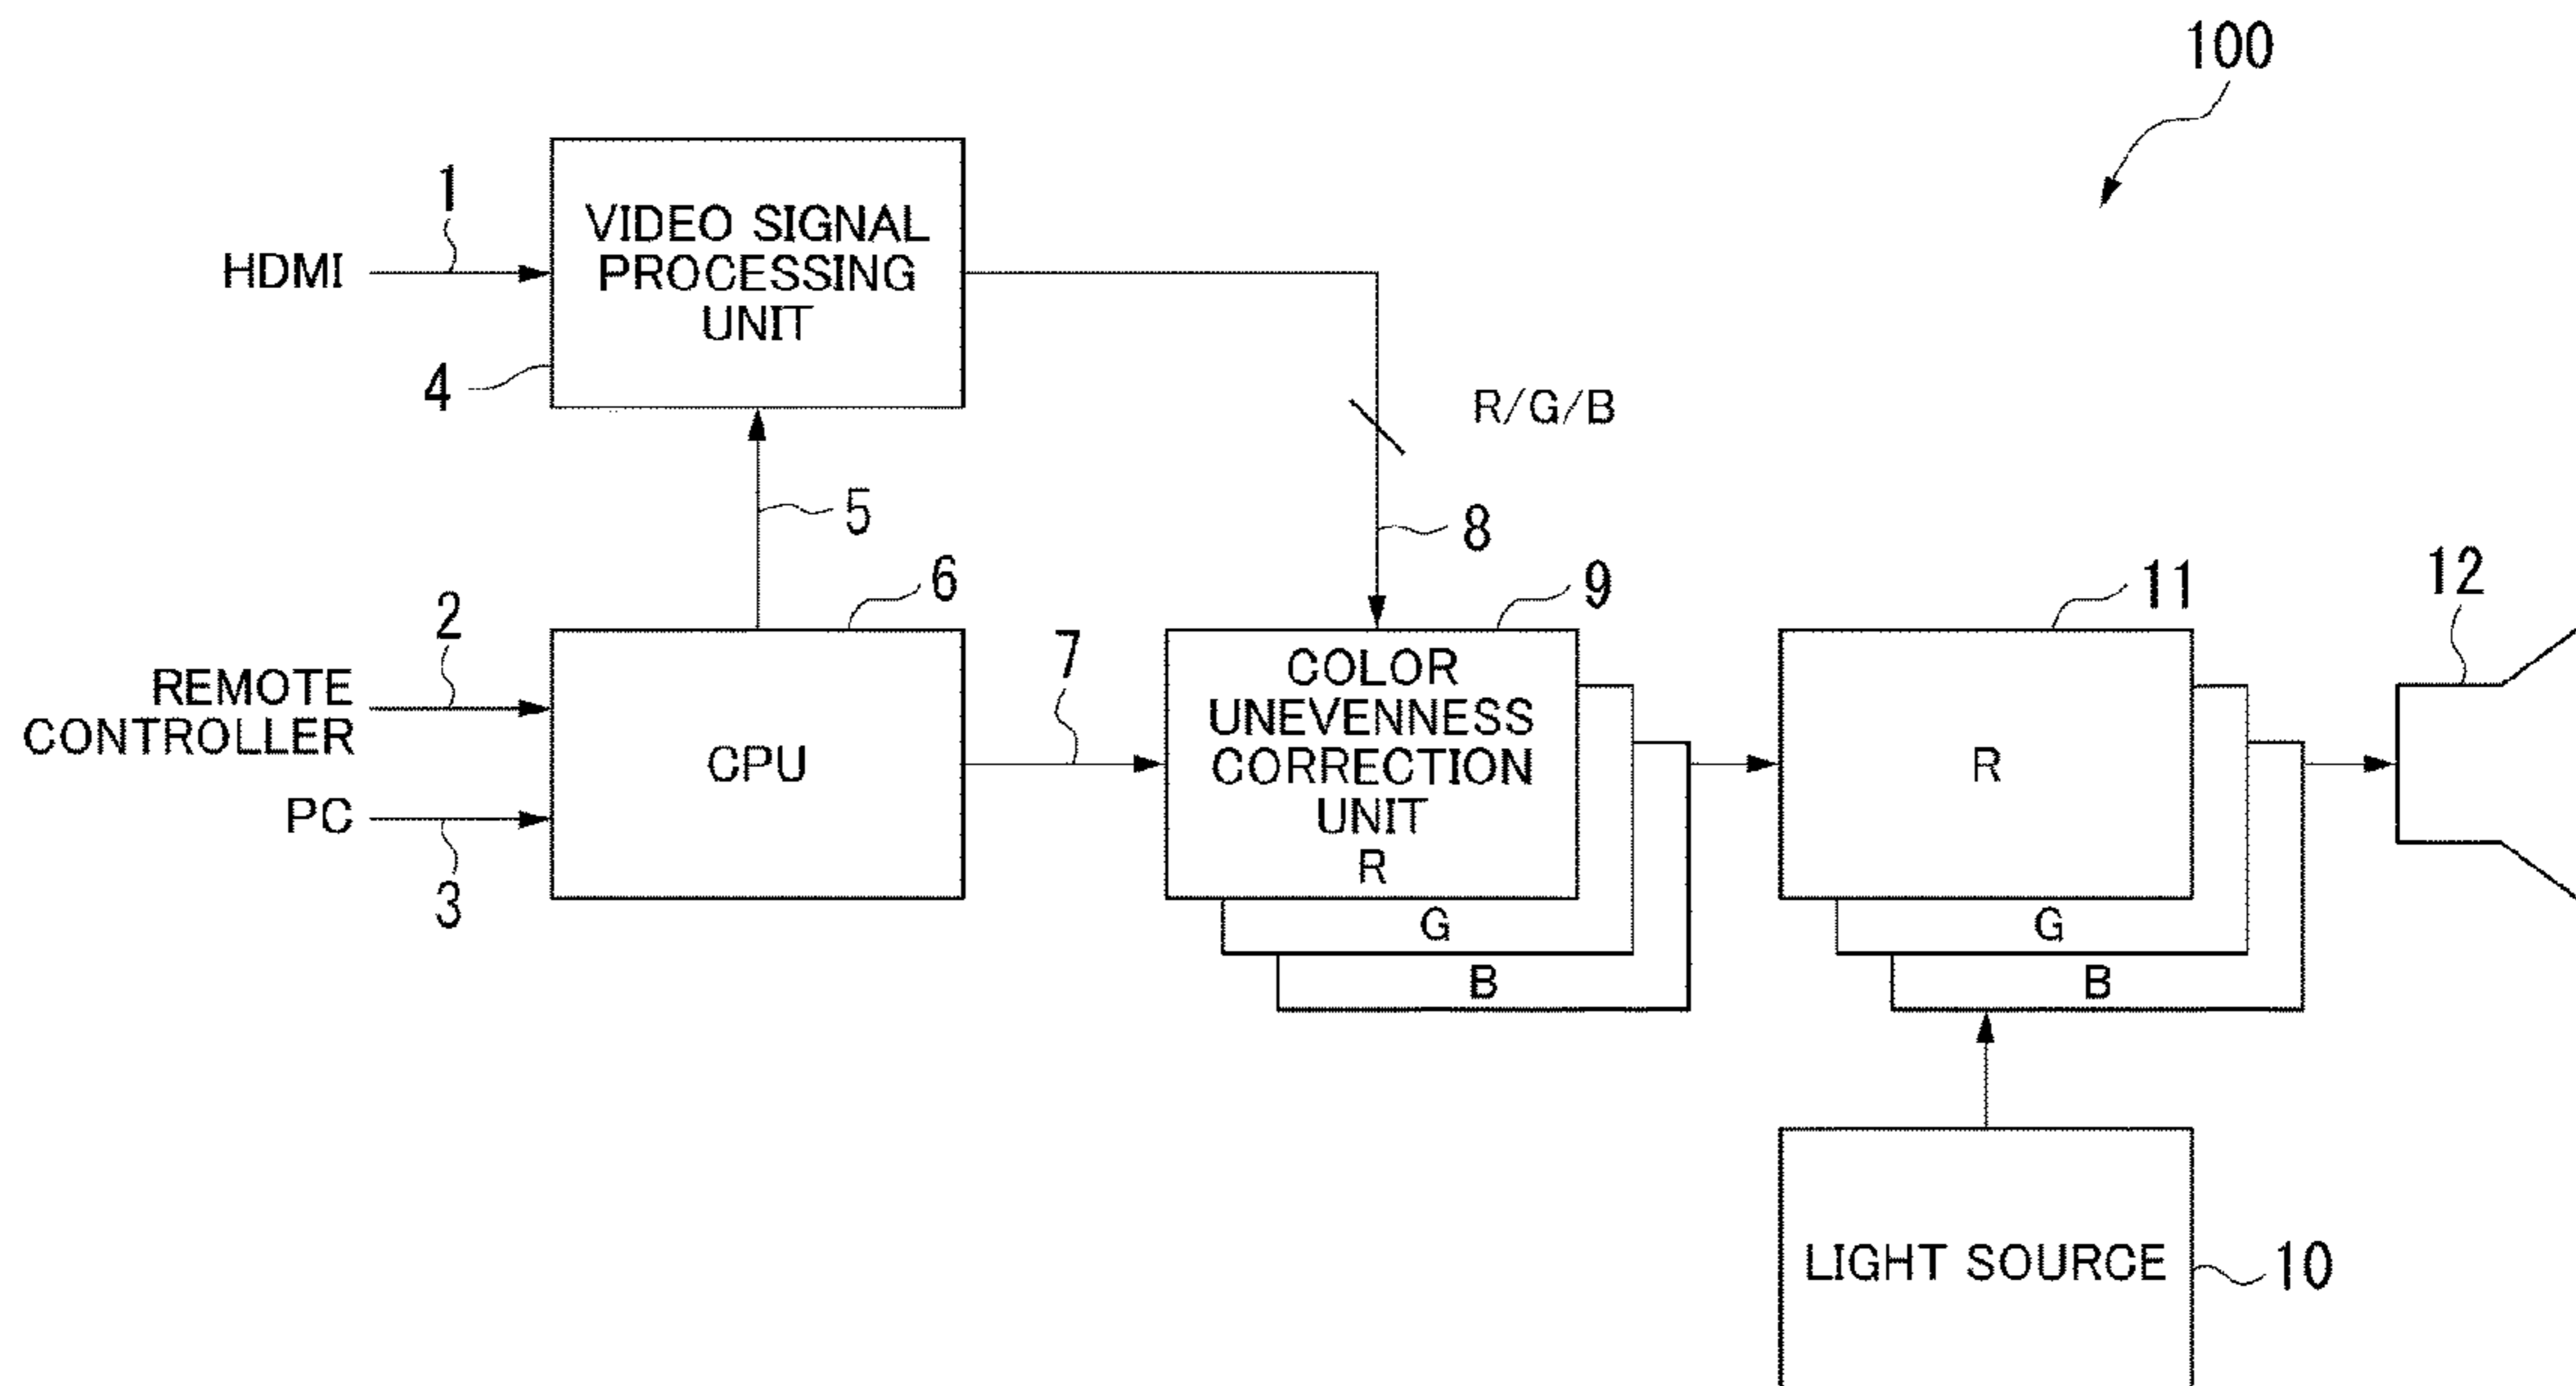 100
1
HDMI
VIDEO SIGNAL
PROCESSING
UNIT
4
R/G/B
5
8
6
9
11
12
2
REMOTE
CONTROLLER
7
CPU
PC
3
COLOR
UNEVENNESS
CORRECTION
UNIT
R
G
B
R
G
B
LIGHT SOURCE
10